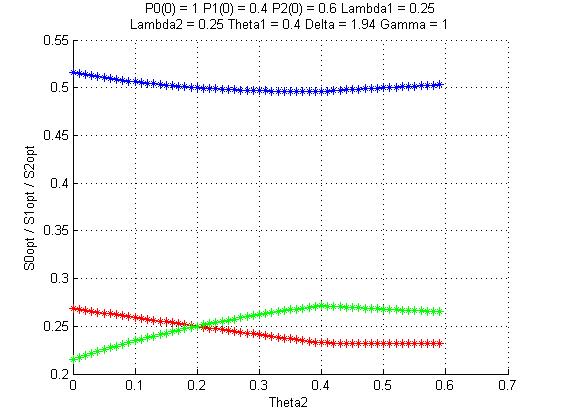 P0(0) = 1 P1(0) = 0.4 P2(0) = 0.6 Lambda1 = 0.25
Lambda2 = 0.25 Theta1 = 0.4 Delta = 1.94 Gamma = 1
S0opt / S1opt / S2opt
0.55
0.5
0.45
0.4
0.35
0.3
0.25
0.2
0 0.1 0.2 0.3 0.4 0.5 0.6 0.7
Theta2